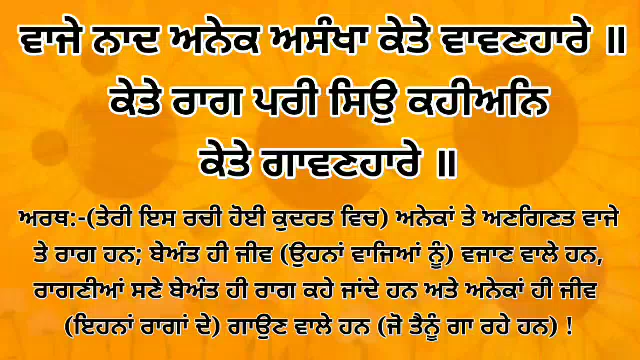 ਵਾਜੇ ਨਾਦ ਅਨੇਕ ਅਸੰਖਾ ਕੇਤੇ ਵਾਵਣਹਾਰੇ ॥
ਕੇਤੇ ਰਾਗ ਪਰੀ ਸਿਉ ਕਹੀਅਨਿ
ਕੇਤੇ ਗਾਵਣਹਾਰੇ ॥
ਅਰਥ:-(ਤੇਰੀ ਇਸ ਰਚੀ ਹੋਈ ਕੁਦਰਤ ਵਿਚ) ਅਨੇਕਾਂ ਤੇ ਅਣਗਿਣਤ ਵਾਜੇ
ਤੇ ਰਾਗ ਹਨ; ਬੇਅੰਤ ਹੀ ਜੀਵ (ਉਹਨਾਂ ਵਾਜਿਆਂ ਨੂੰ) ਵਜਾਣ ਵਾਲੇ ਹਨ,
ਰਾਗਣੀਆਂ ਸਣੇ ਬੇਅੰਤ ਹੀ ਰਾਗ ਕਹੇ ਜਾਂਦੇ ਹਨ ਅਤੇ ਅਨੇਕਾਂ ਹੀ ਜੀਵ
(ਇਹਨਾਂ ਰਾਗਾਂ ਦੇ) ਗਾਉਣ ਵਾਲੇ ਹਨ (ਜੋ ਤੈਨੂੰ ਗਾ ਰਹੇ ਹਨ) !